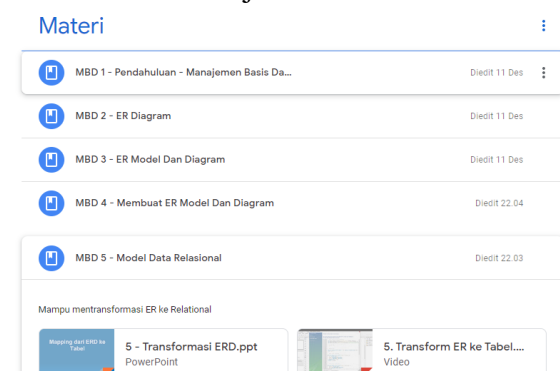 Materi
MBD 1 - Pendahuluan - Manajemen Basis Da...
Diedit 11 Des
MBD 2 - ER Diagram
Diedit 11 Des
MBD 3 - ER Model Dan Diagram
Diedit 11 Des
MBD 4 - Membuat ER Model Dan Diagram
Diedit 22.04
MBD 5 - Model Data Relasional
Diedit 22.03
Mampu mentransformasi ER ke Relational
Mapping dari ERD ke
Tabel
5 - Transformasi ERD.ppt
PowerPoint
5. Transform ER ke Tabel....
Video